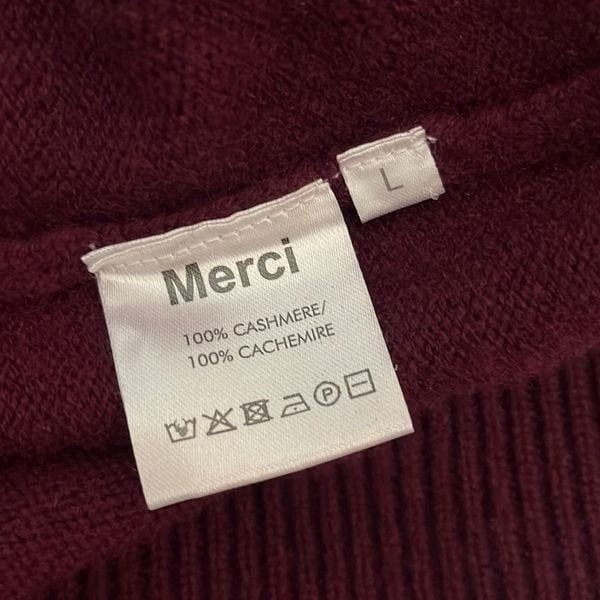 Merci
100% CASHMERE/
100% CACHEMIRE
P
L